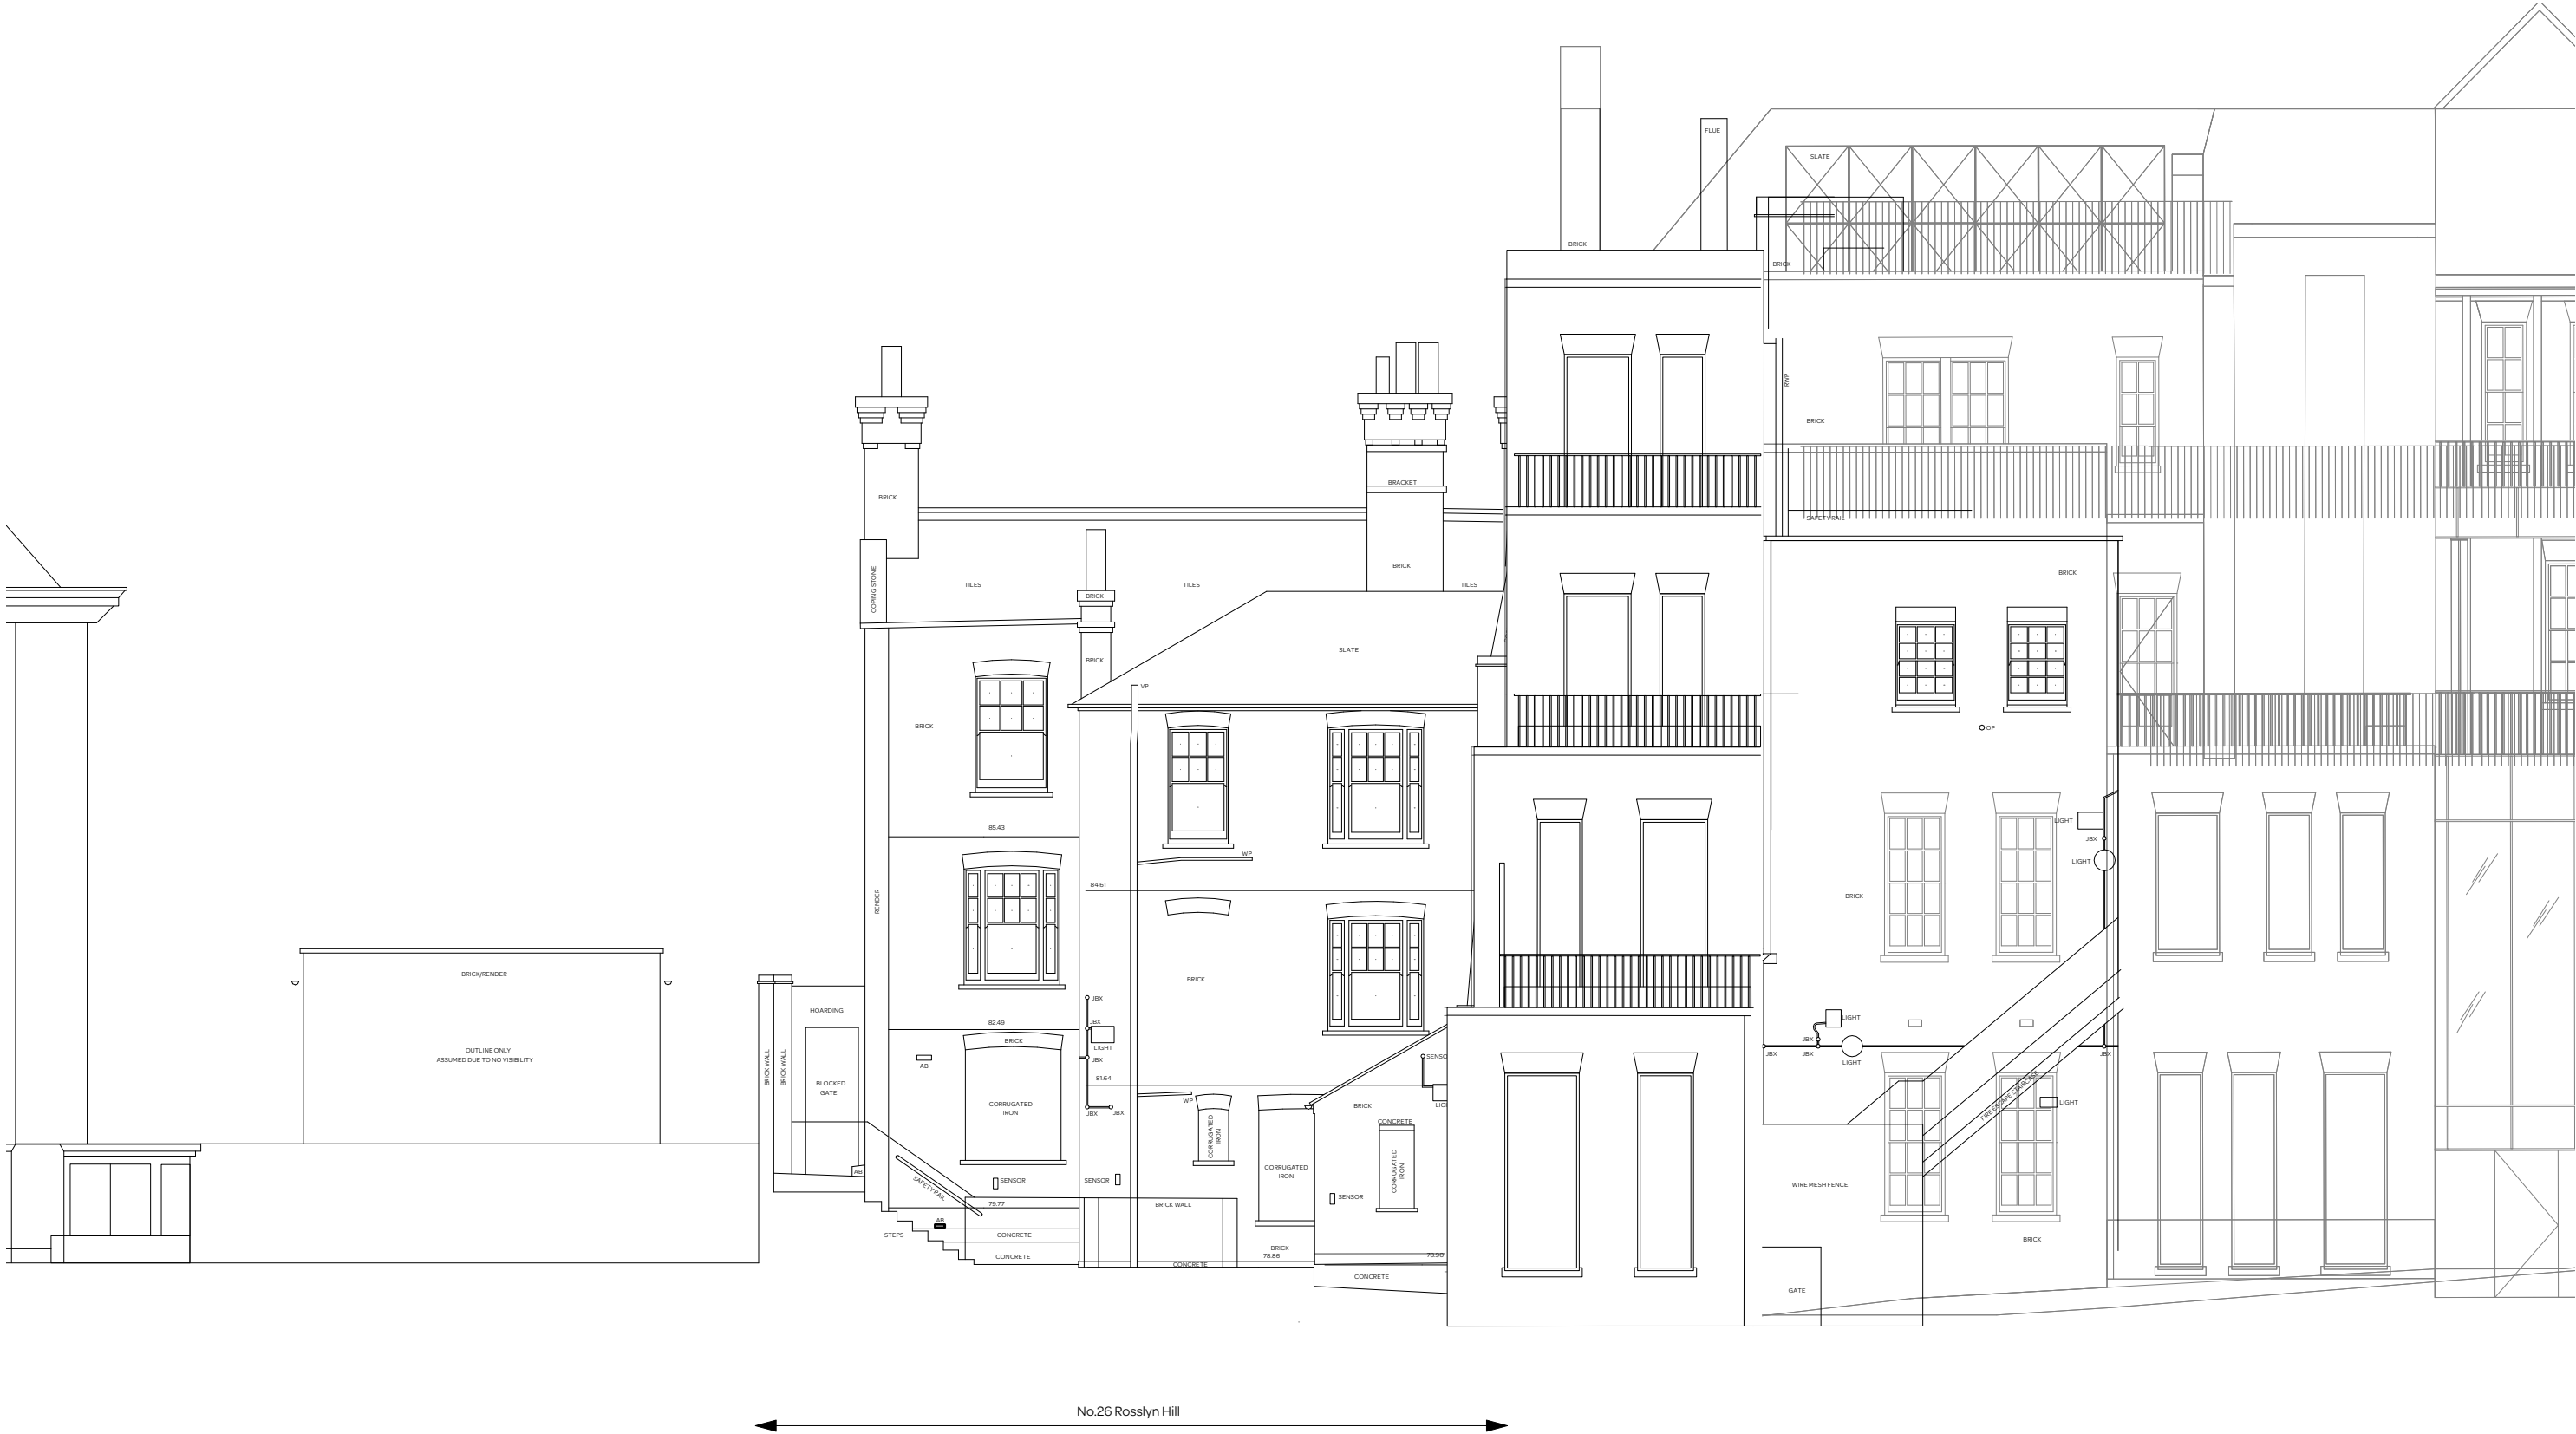 FLUE
SLATE
BRICK
BRICK
RWP
BRICK
BRACKET
BRICK
SAFETY RAIL
BRICK
BRICK
COPING STONE
TILES
TILES
TILES
BRICK
BRICK
SLATE
VP
BRICK
OP
LIGHT
JBX
LIGHT
85.43
WP
84.61
RENDER
BRICK
BRICK/RENDER
BRICK
HOARDING
JBX
JBX
LIGHT
JBX
82.49
BRICK
LIGHT
JBX
JBX
LIGHT
JBX
OUTLINE ONLY
ASSUMED DUE TO NO VISIBILITY
BRICK WALL
BRICK WALL
AB
BLOCKED
GATE
81.64
CORRUGATED
IRON
JBX
JBX
WP
BRICK
CONCRETE
FIRE ESCAPE STAIRCASE
LIGHT
CORRUGATED
IRON
CORRUGATED
IRON
CORRUGATED
IRON
AB
SAFETY RAIL
SENSOR
SENSOR
SENSOR
WIRE MESH FENCE
79.77
BRICK WALL
AB
STEPS
CONCRETE
CONCRETE
BRICK
78.86
CONCRETE
78.90
CONCRETE
BRICK
GATE
No.26 Rosslyn Hill